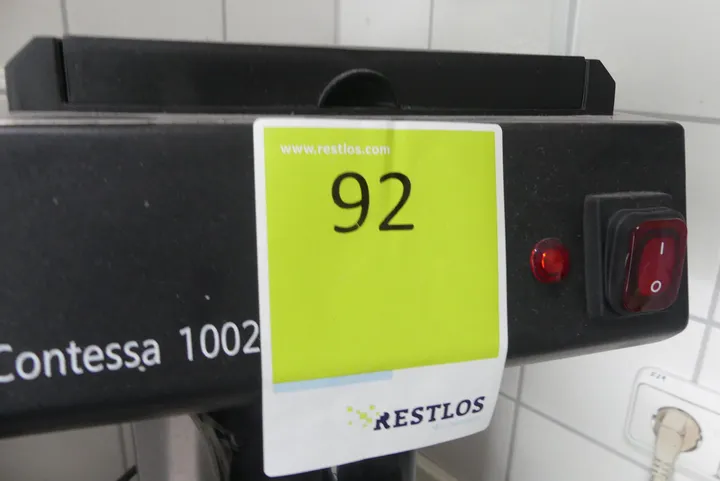 www.restlos.com
92
Contessa 1002
RESTLOS
I
O